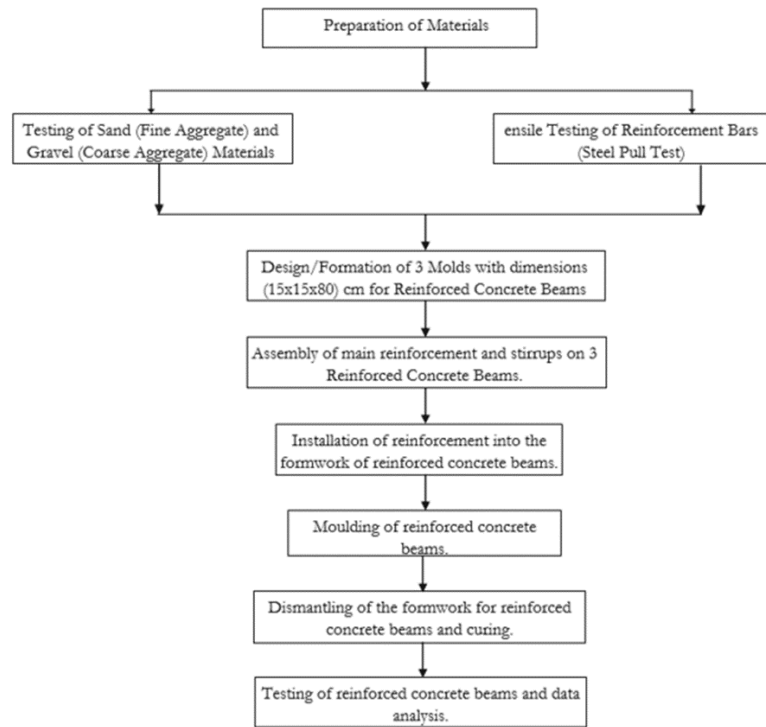 Preparation of Materials
Testing of Sand (Fine Aggregate) and
Gravel (Coarse Aggregate) Materials
ensile Testing of Reinforcement Bars
(Steel Pull Test)
Design/Formation of 3 Molds with dimensions
(15x15x80) cm for Reinforced Concrete Beams
Assembly of main reinforcement and stirrups on 3
Reinforced Concrete Beams.
Installation of reinforcement into the
formwork of reinforced concrete beams.
Moulding of reinforced concrete
beams.
Dismantling of the formwork for reinforced
concrete beams and curing.
Testing of reinforced concrete beams and data
analysis.